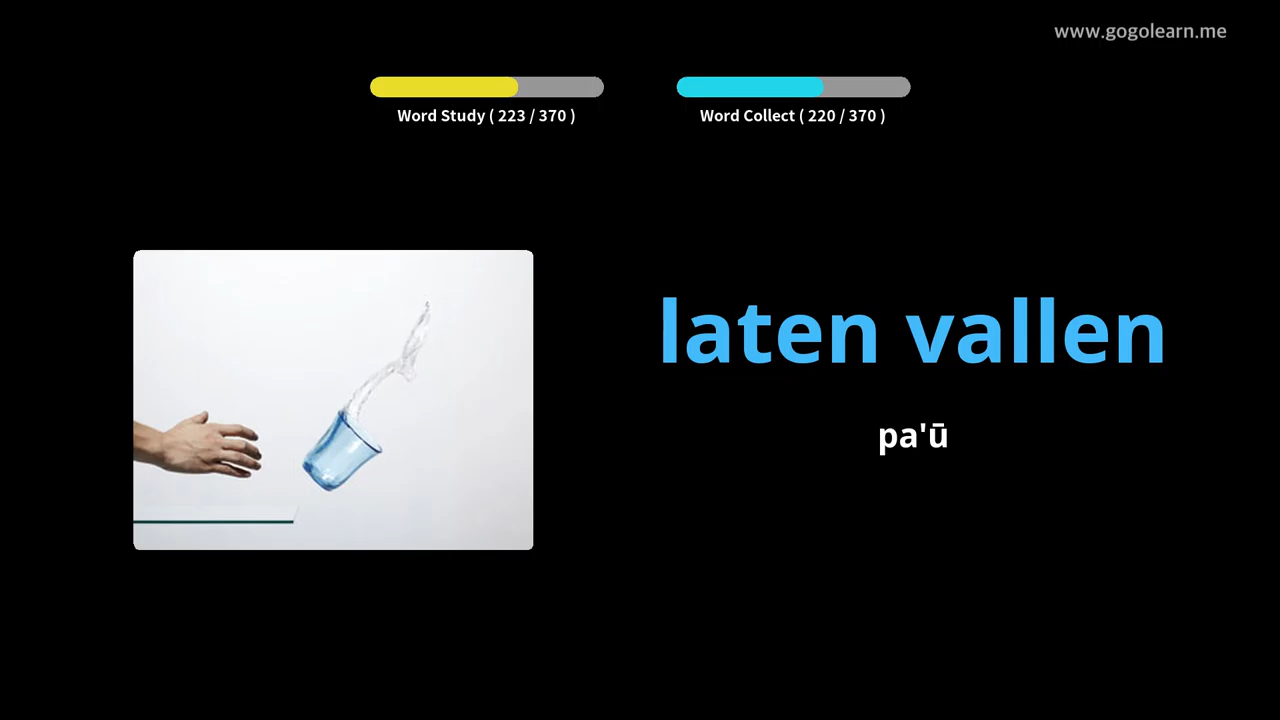 www.gogolearn.me
Word Study ( 223 / 370 )
Word Collect ( 220 / 370 )
laten vallen
pa'ū